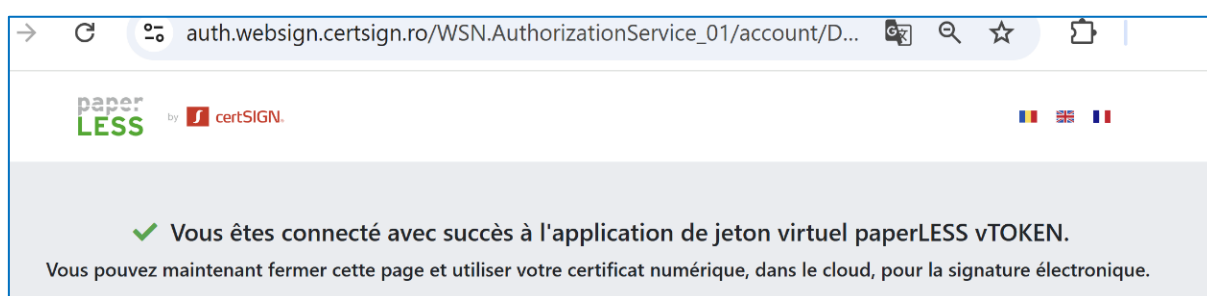 auth.websign.certsign.ro/WSN.AuthorizationService_01/account/D...
paper
LESS by certSIGN®
Vous êtes connecté avec succès à l'application de jeton virtuel paperLESS vTOKEN.
Vous pouvez maintenant fermer cette page et utiliser votre certificat numérique, dans le cloud, pour la signature électronique.